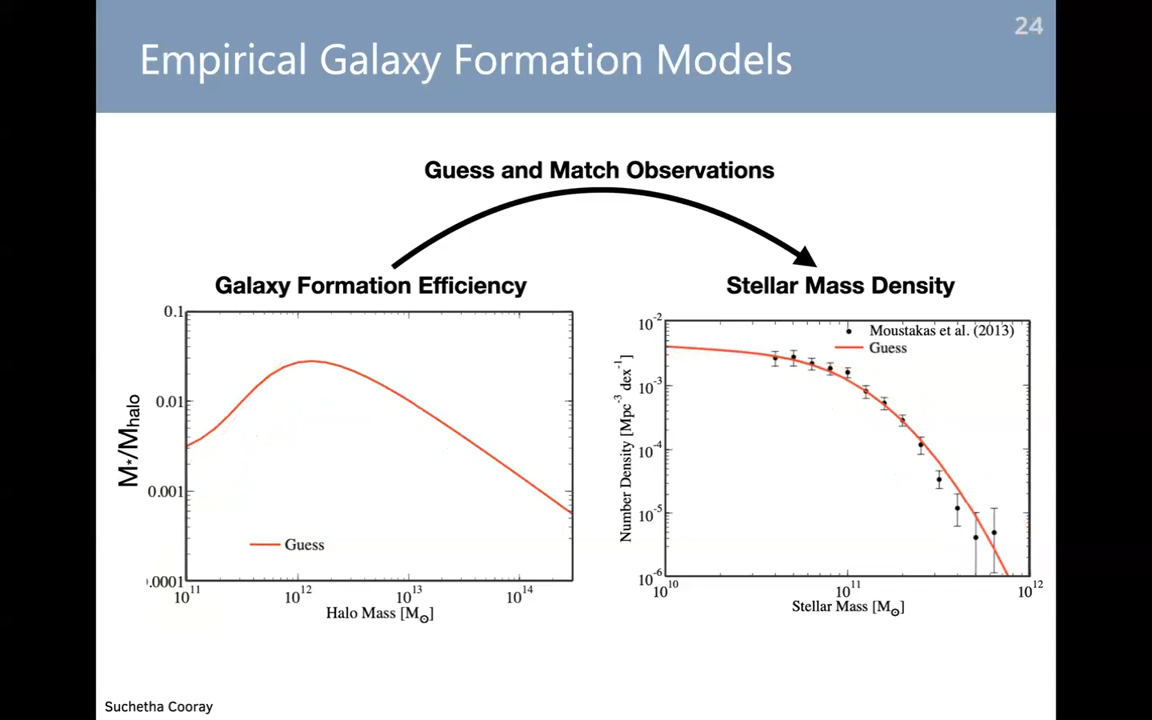 24
Empirical Galaxy Formation Models
Guess and Match Observations
Galaxy Formation Efficiency
Stellar Mass Density
0.1
0.01
0.001
.0001
M*/Mhalo
Guess
10^11
10^12
10^13
10^14
Halo Mass [M⊙]
10^-2
10^-3
10^-4
10^-5
10^-6
Number Density [Mpc^-3 dex^-1]
Moustakas et al. (2013)
Guess
10^10
10^11
10^12
Stellar Mass [M⊙]
Suchetha Cooray